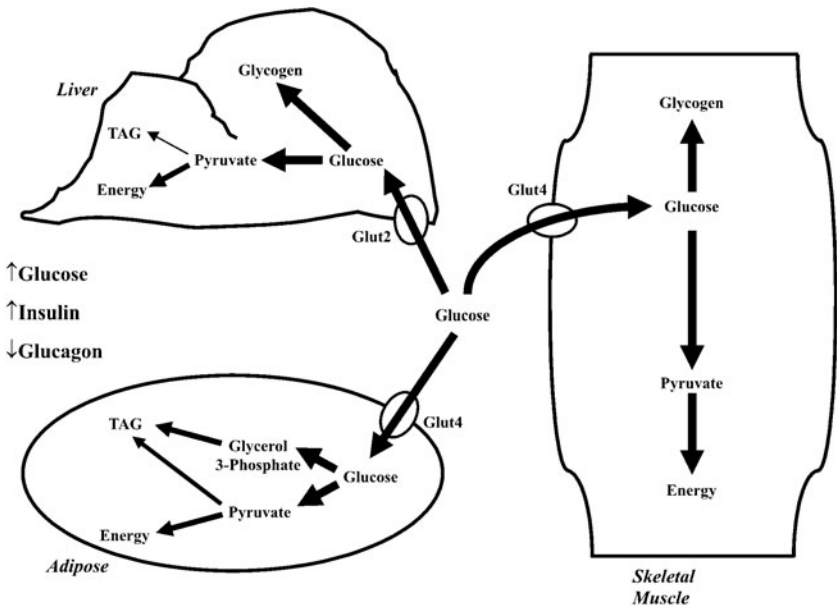 Liver
Glycogen
TAG
Pyruvate
Glucose
Energy
Glut2
↑Glucose
↑Insulin
↓Glucagon
Glucose
Glut4
TAG
Glycerol
3-Phosphate
Glucose
Pyruvate
Energy
Adipose
Glut4
Glycogen
Glucose
Pyruvate
Energy
Skeletal
Muscle